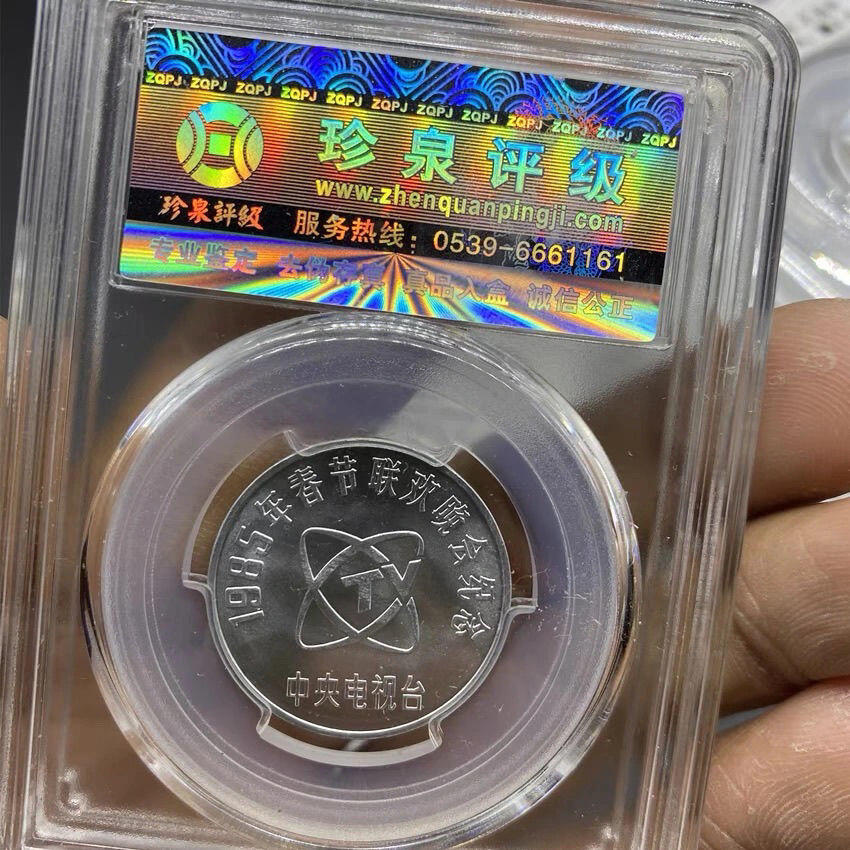 ZQPJ ZQPJ ZQPJ ZQPJ ZQPJ ZQPJ ZQPJ ZQPJ ZQPJ ZQPJ ZQPJ ZQPJ
珍泉评级
www.zhenquanpingji.com
珍泉評級 服务热线：0539-6661161
专业鉴定 去伪存真 真品入盒 诚信公正
1985年春节联欢晚会纪念
中央电视台